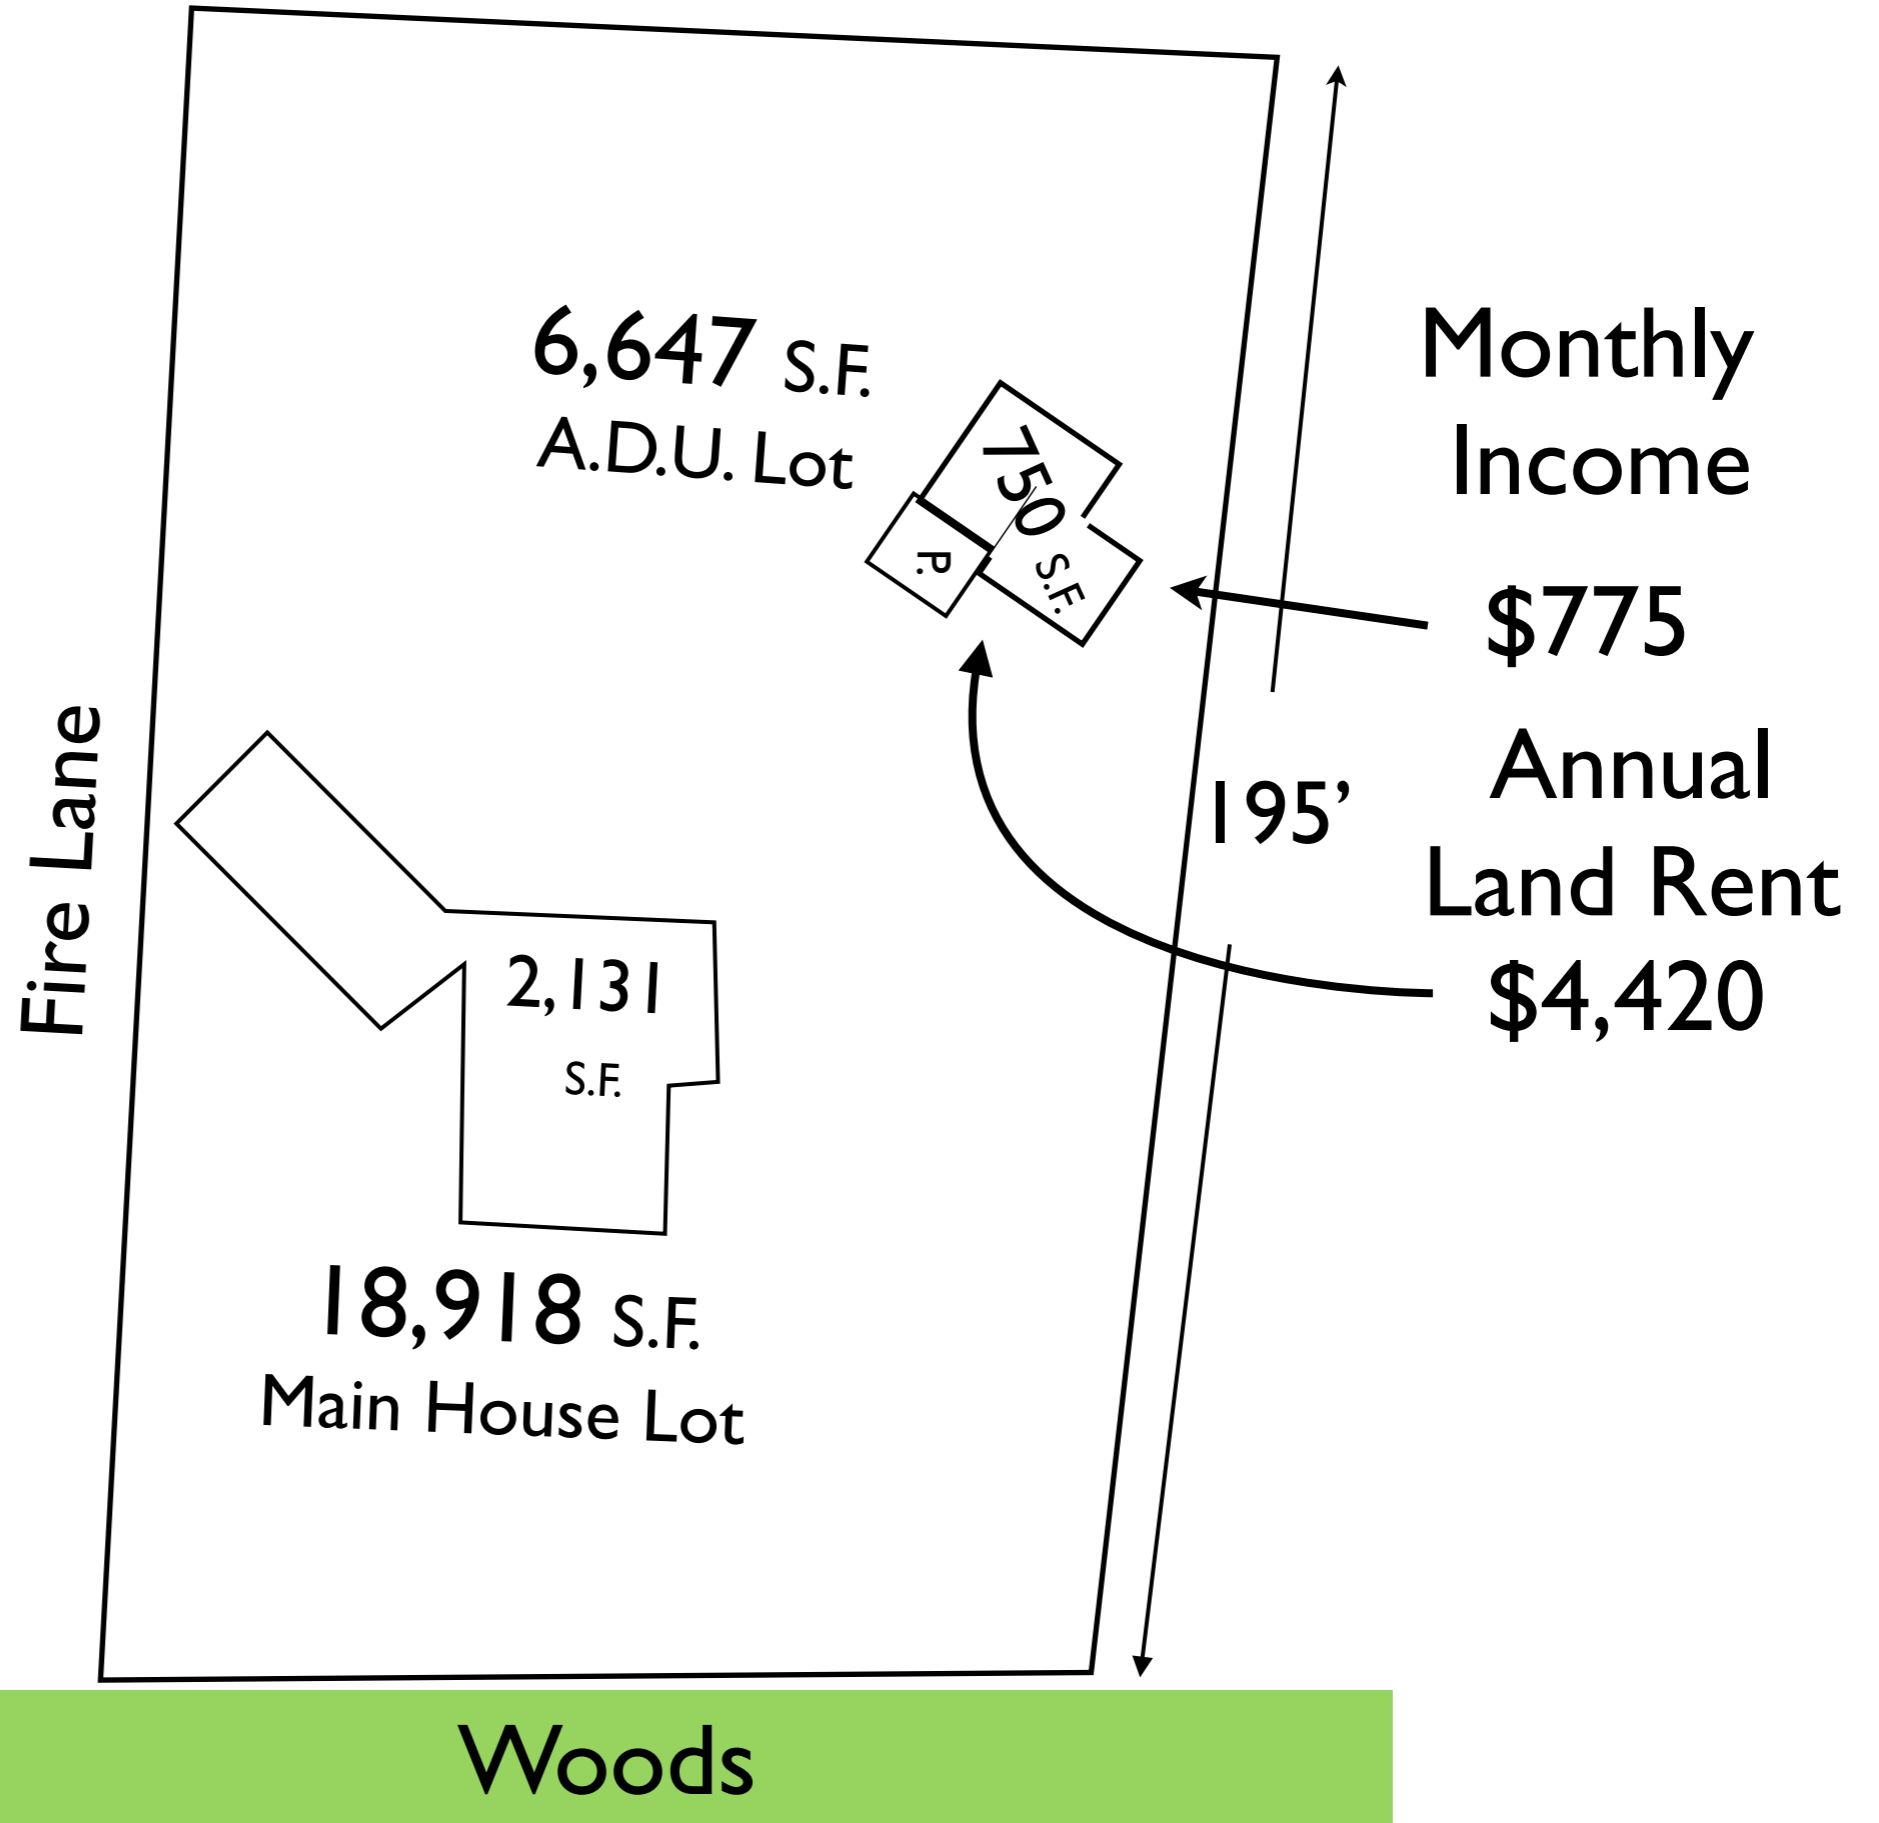 6,647 S.F.
A.D.U. Lot
750 S.F.
P.
Monthly
Income
$775
Annual
Land Rent
$4,420
195’
Fire Lane
2,131
S.F.
18,918 S.F.
Main House Lot
Woods